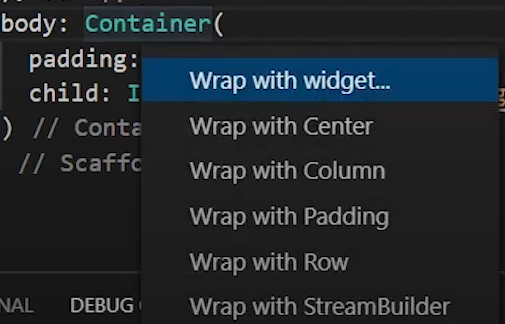 body: Container(
padding:
child: I
) // Conta
// Scaffo
Wrap with widget...
Wrap with Center
Wrap with Column
Wrap with Padding
Wrap with Row
Wrap with StreamBuilder
NAL DEBUG